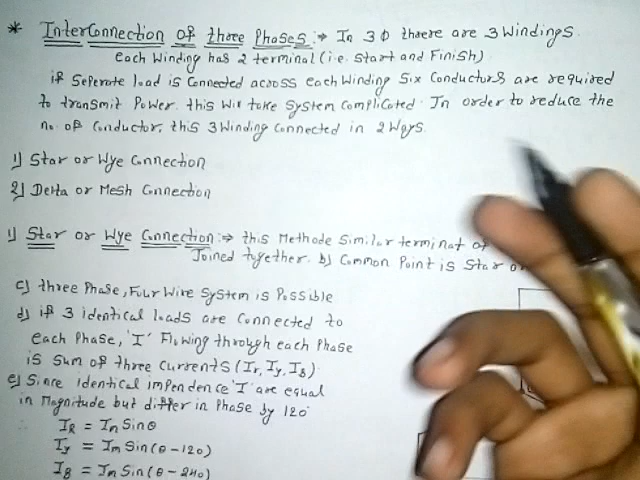 * InterConnection of three Phases :⇒ In 3 ϕ threre are 3 Windings.
each Winding has 2 terminal (i.e. Start and Finish)
if Seperete load is Connected across each Winding Six Conductors are required
to transmit Power. this will take System Complicated. In order to reduce the
no. of Conductor, this 3 Winding Connected in 2 Ways.
1) Star or Wye Connection
2) Delta or Mesh Connection
1) Star or Wye Connection :⇒ this Methode Similar terminat of
Joined together. b) Common Point is Star or
c) three Phase, Four Wire System is Possible
d) if 3 identical loads are Connected to
each Phase, 'I' Flowing through each Phase
is Sum of three Currents (Ir, Iy, IB)
e) Since identical impendence 'I' are equal
in Magnitude but differ in Phase by 120°
∴ IR = Im Sinθ
Iy = Im Sin(θ-120)
IB = Im Sin(θ-240)